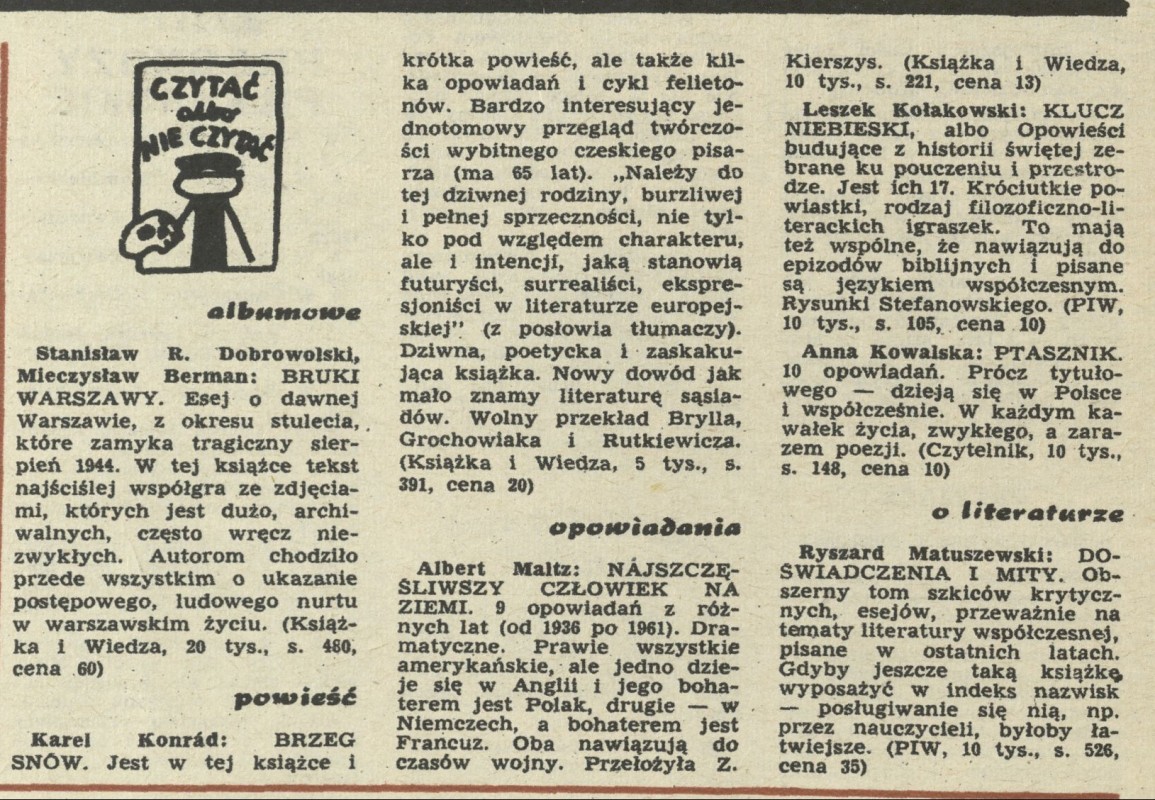 CZYTAĆ
albo
NIE CZYTAĆ
albumowe
Stanisław R. Dobrowolski,
Mieczysław Berman: BRUKI
WARSZAWY. Esej o dawnej
Warszawie, z okresu stulecia,
które zamyka tragiczny sier-
pień 1944. W tej książce tekst
najściślej współgra ze zdjęcia-
mi, których jest dużo, archi-
walnych, często wręcz nie-
zwykłych. Autorom chodziło
przede wszystkim o ukazanie
postępowego, ludowego nurtu
w warszawskim życiu. (Książ-
ka i Wiedza, 20 tys., s. 480,
cena 60)
powieść
Karel Konrád: BRZEG
SNÓW. Jest w tej książce i
krótka powieść, ale także kil-
ka opowiadań i cykl felieto-
nów. Bardzo interesujący je-
dnotomowy przegląd twórczo-
ści wybitnego czeskiego pisa-
rza (ma 65 lat). „Należy do
tej dziwnej rodziny, burzliwej
i pełnej sprzeczności, nie tyl-
ko pod względem charakteru,
ale i intencji, jaką stanowią
futuryści, surrealiści, ekspre-
sjoniści w literaturze europej-
skiej” (z posłowia tłumaczy).
Dziwna, poetycka i zaskaku-
jąca książka. Nowy dowód jak
mało znamy literaturę sąsia-
dów. Wolny przekład Brylla,
Grochowiaka i Rutkiewicza.
(Książka i Wiedza, 5 tys., s.
391, cena 20)
opowiadania
Albert Maltz: NAJSZCZĘ-
ŚLIWSZY CZŁOWIEK NA
ZIEMI. 9 opowiadań z róż-
nych lat (od 1936 po 1961). Dra-
matyczne. Prawie wszystkie
amerykańskie, ale jedno dzie-
je się w Anglii i jego boha-
terem jest Polak, drugie — w
Niemczech, a bohaterem jest
Francuz. Oba nawiązują do
czasów wojny. Przełożyła Z.
Kierszys. (Książka i Wiedza,
10 tys., s. 221, cena 13)
Leszek Kołakowski: KLUCZ
NIEBIESKI, albo Opowieści
budujące z historii świętej ze-
brane ku pouczeniu i przestro-
dze. Jest ich 17. Króciutkie po-
wiastki, rodzaj filozoficzno-li-
terackich igraszek. To mają
też wspólne, że nawiązują do
epizodów biblijnych i pisane
są językiem współczesnym.
Rysunki Stefanowskiego. (PIW,
10 tys., s. 105, cena 10)
Anna Kowalska: PTASZNIK.
10 opowiadań. Prócz tytuło-
wego — dzieją się w Polsce
i współcześnie. W każdym ka-
wałek życia, zwykłego, a zara-
zem poezji. (Czytelnik, 10 tys.,
s. 148, cena 10)
o literaturze
Ryszard Matuszewski: DO-
ŚWIADCZENIA I MITY. Ob-
szerny tom szkiców krytycz-
nych, esejów, przeważnie na
tematy literatury współczesnej,
pisane w ostatnich latach.
Gdyby jeszcze taką książkę
wyposażyć w indeks nazwisk
— posługiwanie się nią, np.
przez nauczycieli, byłoby ła-
twiejsze. (PIW, 10 tys., s. 526,
cena 35)